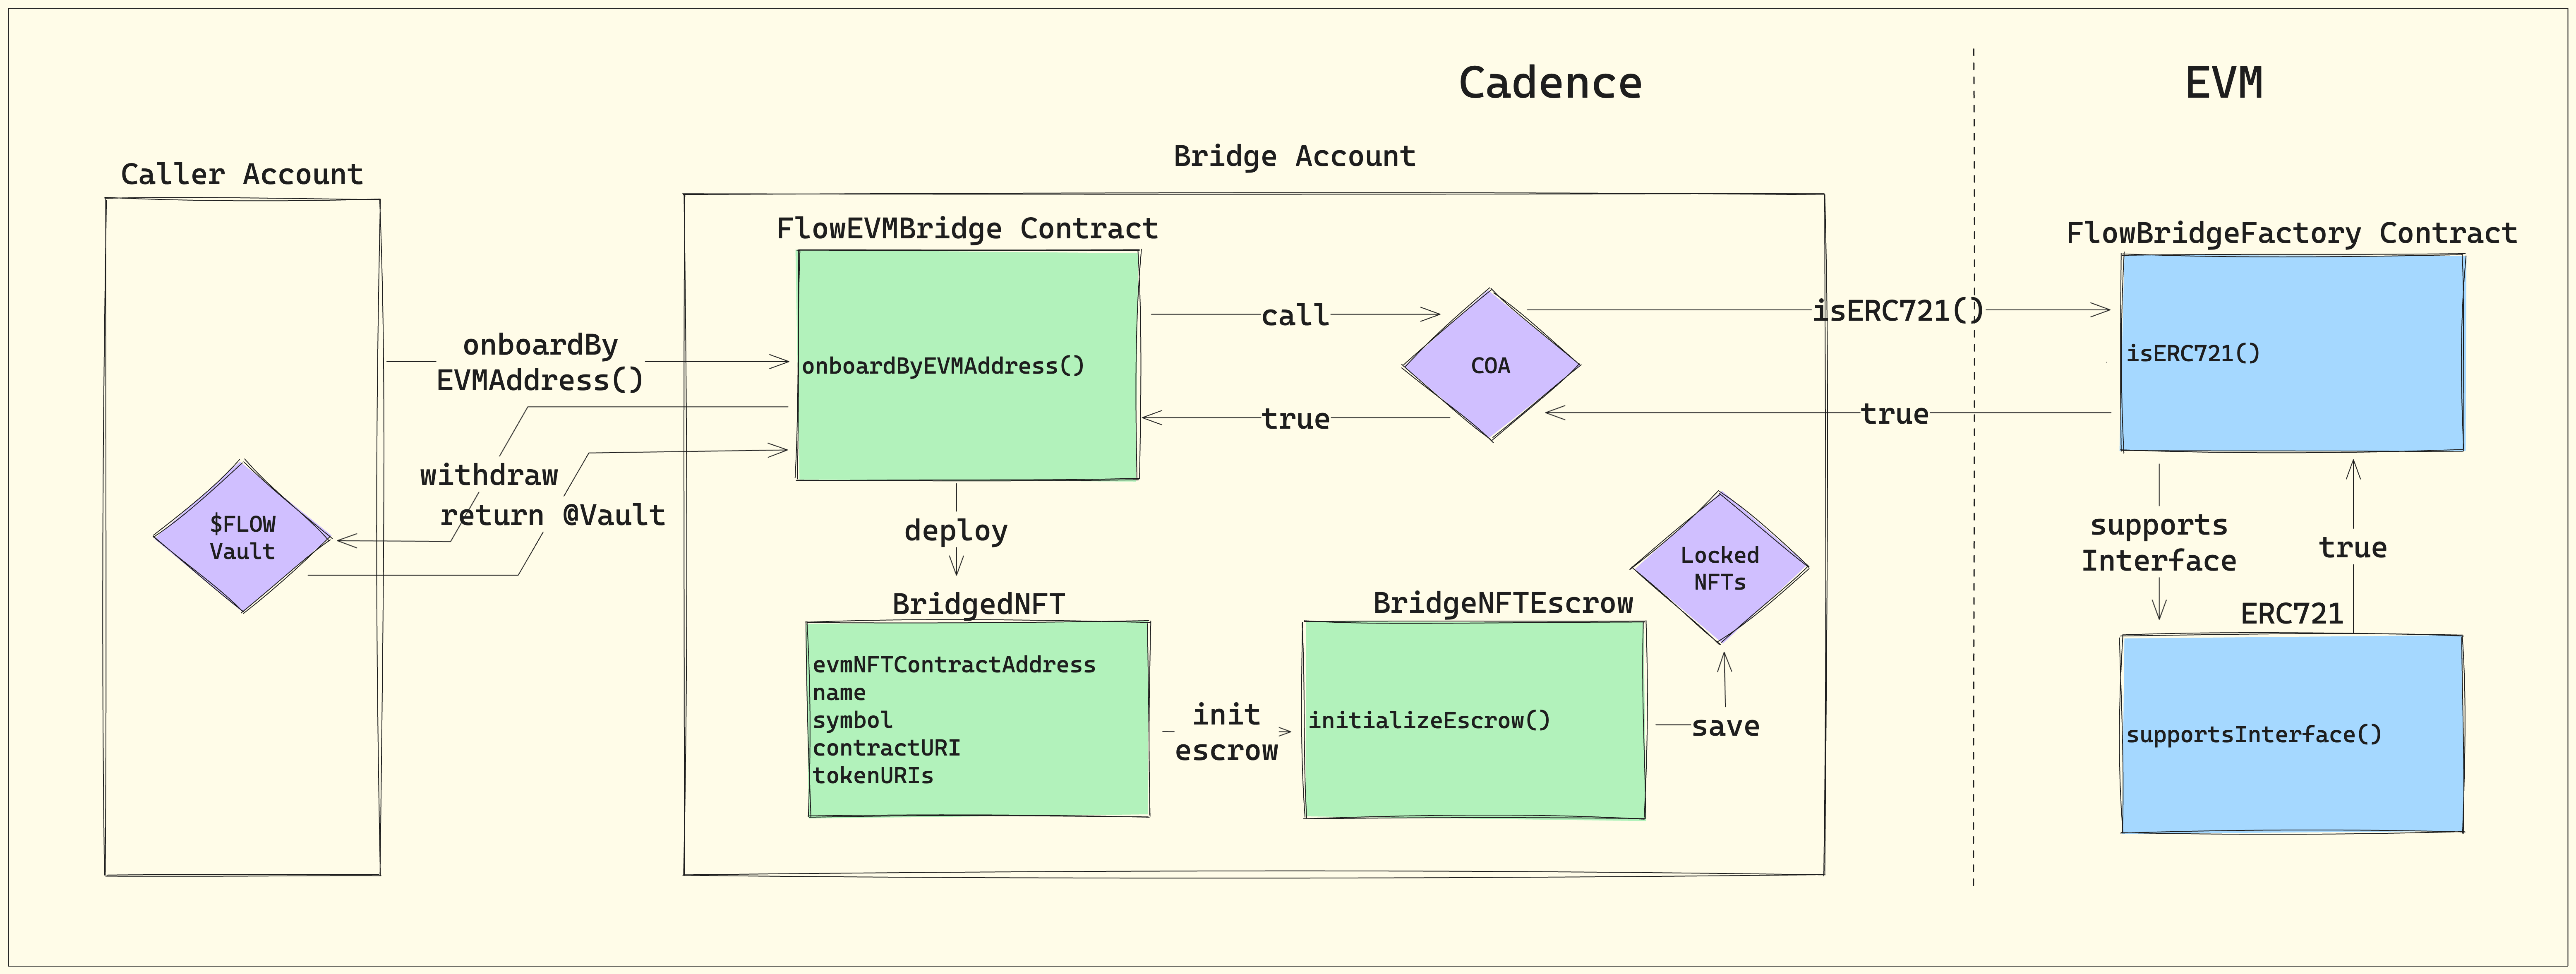 Cadence
EVM
Caller Account
Bridge Account
FlowEVMBridge Contract
FlowBridgeFactory Contract
onboardBy
EVMAddress()
onboardByEVMAddress()
call
COA
isERC721()
isERC721()
true
true
withdraw
return @Vault
$FLOW
Vault
deploy
Locked
NFTs
supports
Interface
true
BridgedNFT
BridgeNFTEscrow
ERC721
evmNFTContractAddress
name
symbol
contractURI
tokenURIs
init
escrow
initializeEscrow()
save
supportsInterface()